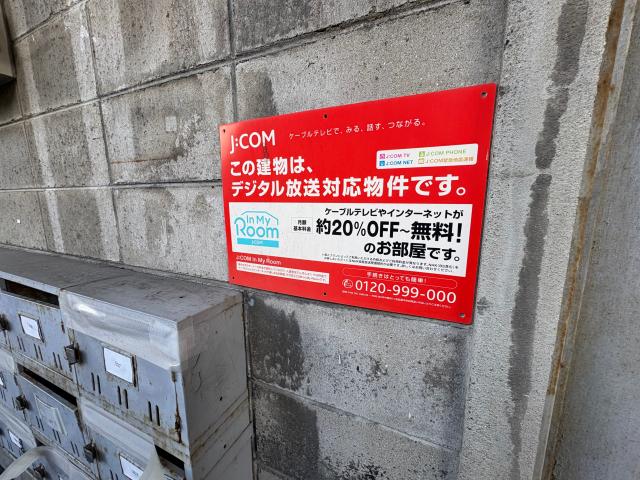 J:COM
ケーブルテレビで、みる、話す、つながる。
この建物は、
J:COM TV
J:COM PHONE
J:COM NET
デジタル放送対応物件です。
In My
Room
J:COM
月額
基本料金
ケーブルテレビやインターネットが
約20%OFF~無料!
のお部屋です。
J:COM In My Room
手続きはとっても簡単!
0120-999-000